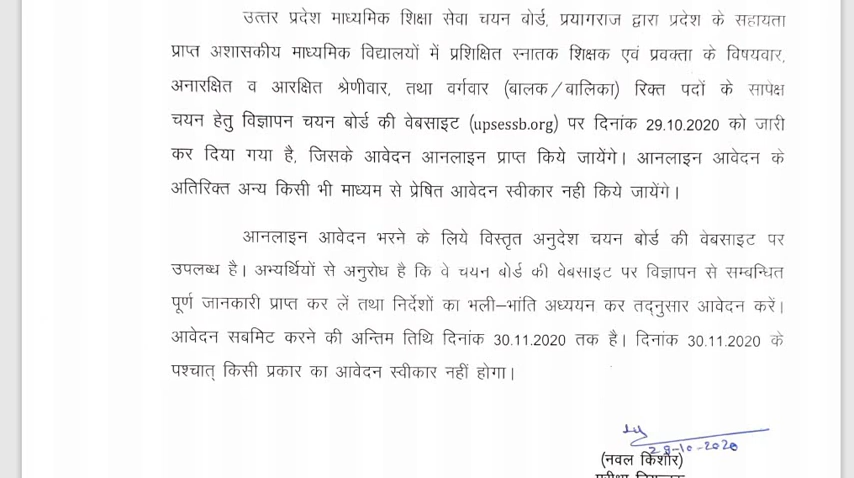 उत्तर प्रदेश माध्यमिक शिक्षा सेवा चयन बोर्ड, प्रयागराज द्वारा प्रदेश के सहायता
प्राप्त अशासकीय माध्यमिक विद्यालयों में प्रशिक्षित स्नातक शिक्षक एवं प्रवक्ता के विषयवार,
अनारक्षित व आरक्षित श्रेणीवार, तथा वर्गवार (बालक/बालिका) रिक्त पदों के सापेक्ष
चयन हेतु विज्ञापन चयन बोर्ड की वेबसाइट (upsessb.org) पर दिनांक 29.10.2020 को जारी
कर दिया गया है, जिसके आवेदन आनलाइन प्राप्त किये जायेंगे। आनलाइन आवेदन के
अतिरिक्त अन्य किसी भी माध्यम से प्रेषित आवेदन स्वीकार नही किये जायेंगे।
आनलाइन आवेदन भरने के लिये विस्तृत अनुदेश चयन बोर्ड की वेबसाइट पर
उपलब्ध है। अभ्यर्थियों से अनुरोध है कि वे चयन बोर्ड की वेबसाइट पर विज्ञापन से सम्बन्धित
पूर्ण जानकारी प्राप्त कर लें तथा निर्देशों का भली–भांति अध्ययन कर तद्नुसार आवेदन करें।
आवेदन सबमिट करने की अन्तिम तिथि दिनांक 30.11.2020 तक है। दिनांक 30.11.2020 के
पश्चात् किसी प्रकार का आवेदन स्वीकार नहीं होगा।
28-10-2020
(नवल किशोर)